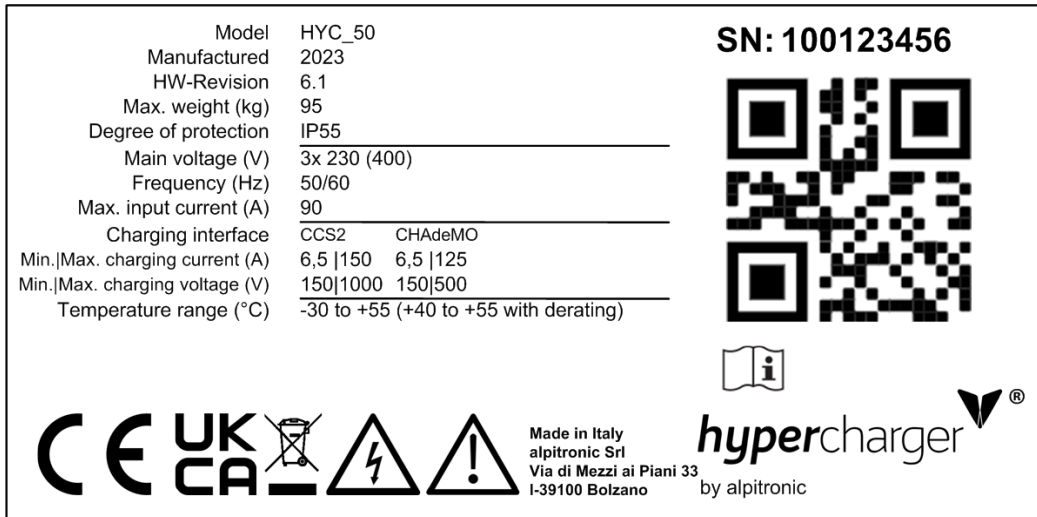 Model HYC_50
Manufactured 2023
HW-Revision 6.1
Max. weight (kg) 95
Degree of protection IP55
Main voltage (V) 3x 230 (400)
Frequency (Hz) 50/60
Max. input current (A) 90
Charging interface CCS2 CHAdeMO
Min.|Max. charging current (A) 6,5 |150 6,5 |125
Min.|Max. charging voltage (V) 150|1000 150|500
Temperature range (°C) -30 to +55 (+40 to +55 with derating)
SN: 100123456
i
CE
UK
CA
Made in Italy
alpitronic Srl
Via di Mezzi ai Piani 33
I-39100 Bolzano
hypercharger®
by alpitronic